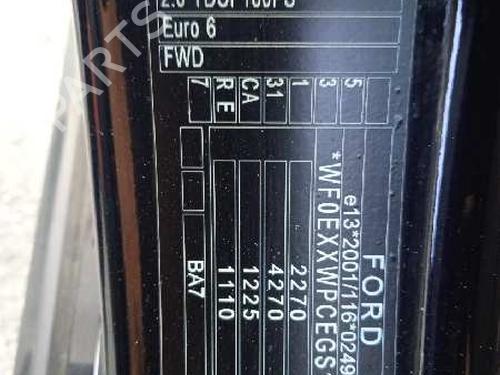 Euro 6
FWD
7
R E
CA
31
1
3
5
FORD
e13*2001/116*0249
*WF0EXXWPCEGS
2270
4270
1225
1110
BA7